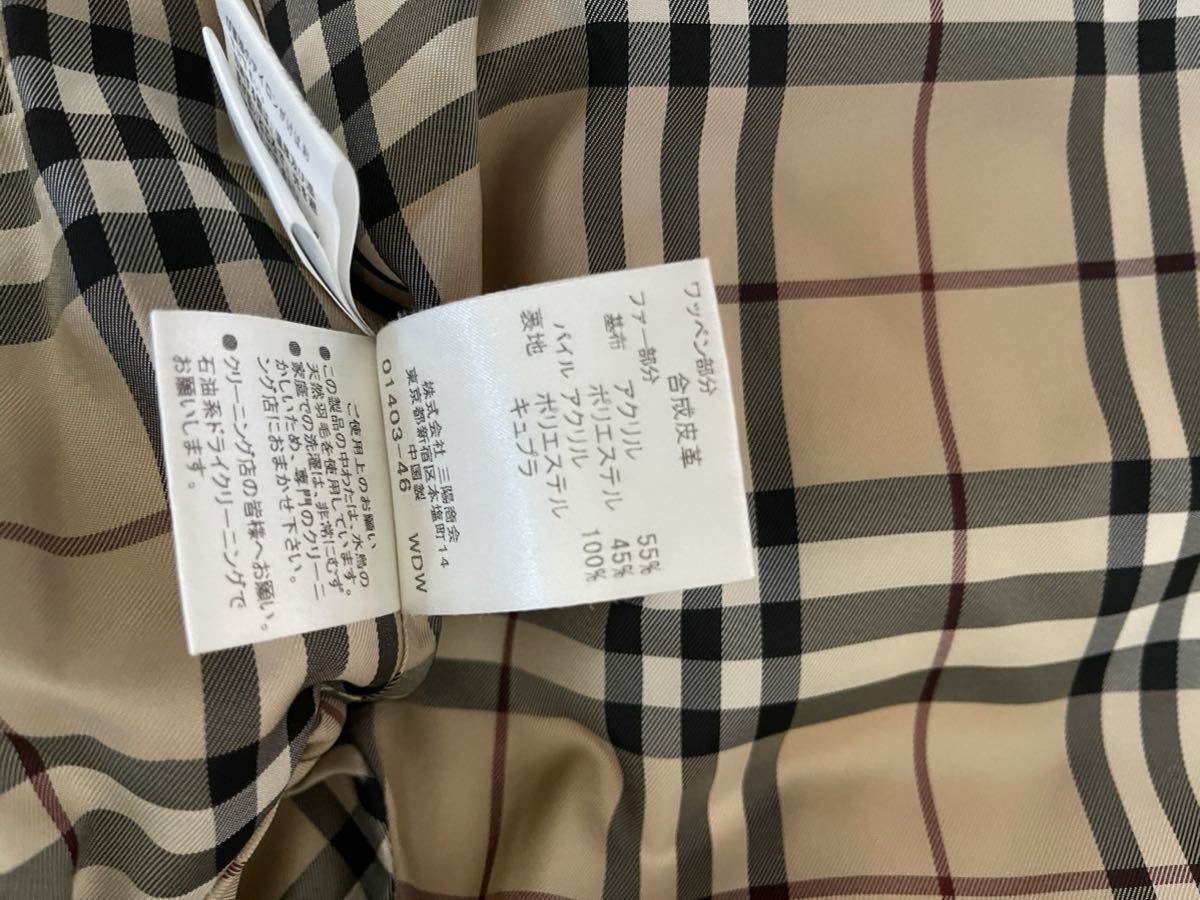 ワッペン部分
合成皮革
ファー部分
基布 アクリル 55%
ポリエステル 45%
パイル アクリル
ポリエステル
裏地 キュプラ 100%
株式会社 三陽商会
東京都新宿区本塩町14
中国製
01403-46 WDW
ご使用上のお願い
●この製品の中わたは、水鳥の
天然羽毛を使用しています。
●家庭での洗濯は、非常にむず
かしいため、専門のクリーニ
ング店におまかせ下さい。
●クリーニング店の皆様へお願い。
石油系ドライクリーニングで
お願いします。